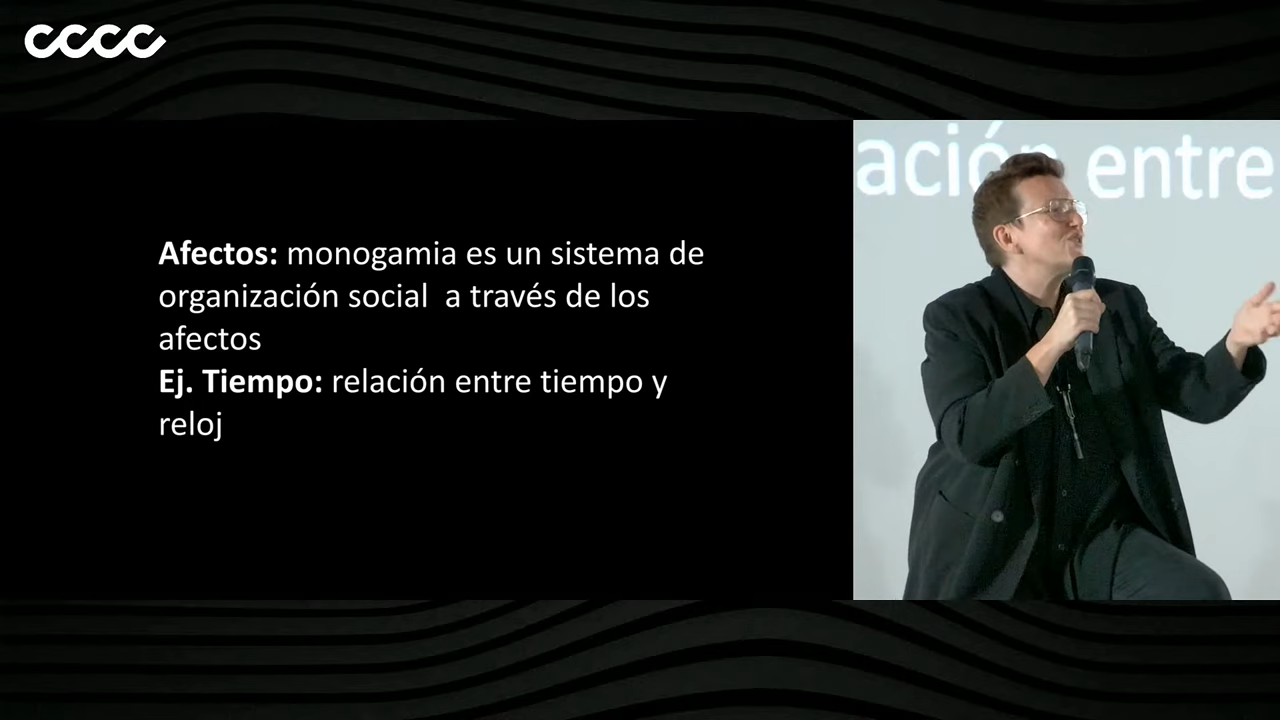 cccc
Afectos: monogamia es un sistema de
organización social  a través de los
afectos
Ej. Tiempo: relación entre tiempo y
reloj
ación entre